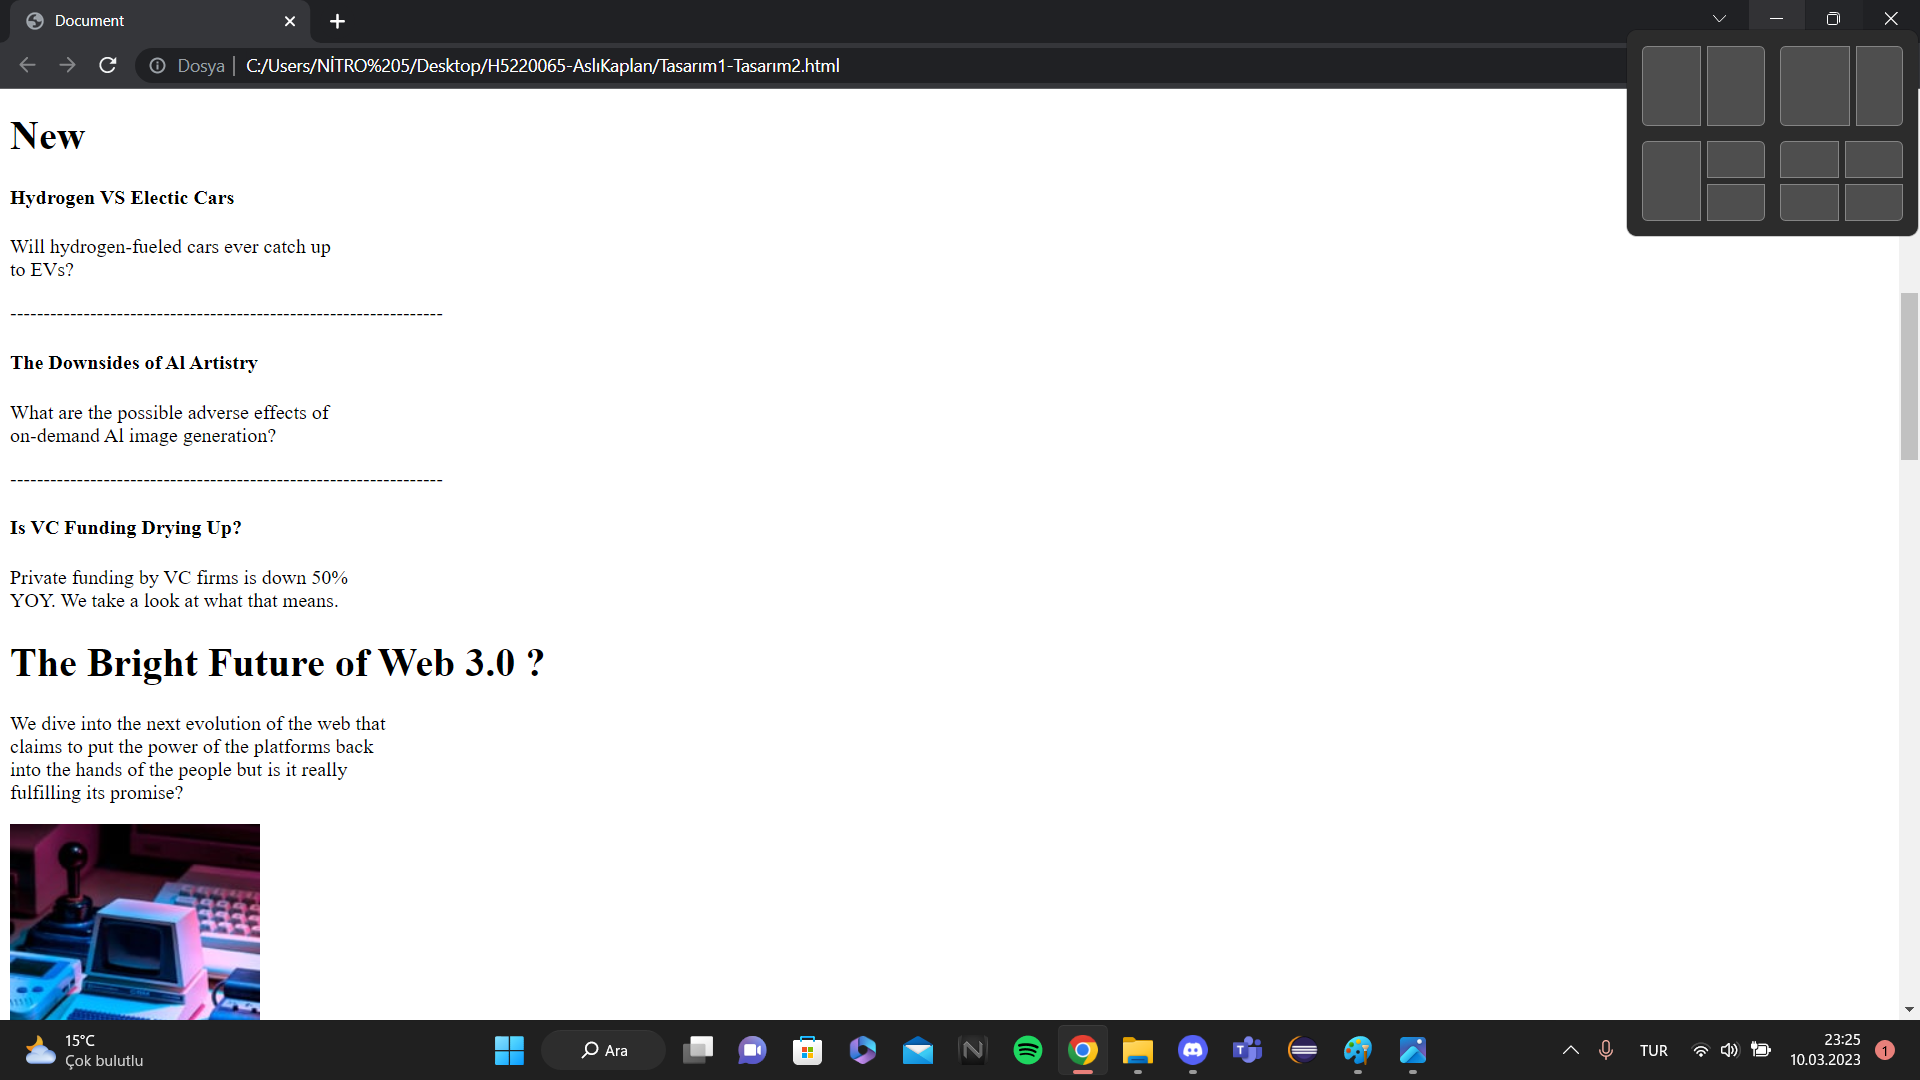 Document
Dosya | C:/Users/NİTRO%205/Desktop/H5220065-AslıKaplan/Tasarım1-Tasarım2.html
New
Hydrogen VS Electic Cars
Will hydrogen-fueled cars ever catch up
to EVs?
-----------------------------------------------------------------
The Downsides of Al Artistry
What are the possible adverse effects of
on-demand Al image generation?
-----------------------------------------------------------------
Is VC Funding Drying Up?
Private funding by VC firms is down 50%
YOY. We take a look at what that means.
The Bright Future of Web 3.0 ?
We dive into the next evolution of the web that
claims to put the power of the platforms back
into the hands of the people but is it really
fulfilling its promise?
15°C
Çok bulutlu
Ara
TUR
23:25
10.03.2023
1